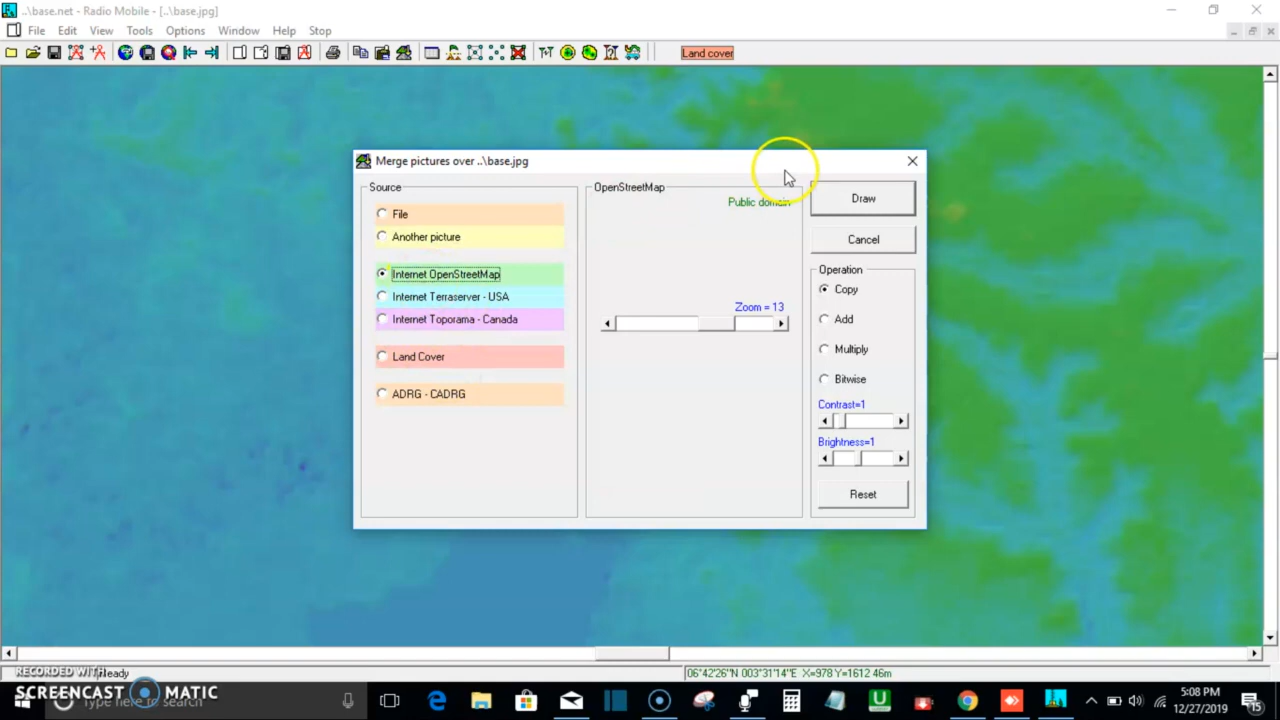 ..\base.net - Radio Mobile - [..\base.jpg]
File Edit View Tools Options Window Help Stop
Land cover
Merge pictures over ..\base.jpg
Source
File
Another picture
Internet OpenStreetMap
Internet Terraserver - USA
Internet Toporama - Canada
Land Cover
ADRG - CADRG
OpenStreetMap
Public domain
Zoom = 13
Draw
Cancel
Operation
Copy
Add
Multiply
Bitwise
Contrast=1
Brightness=1
Reset
RECORDED WITH
Ready
06°42'26"N 003°31'14"E X=978 Y=1612 46m
SCREENCAST MATIC
Type here to search
5:08 PM
12/27/2019
15